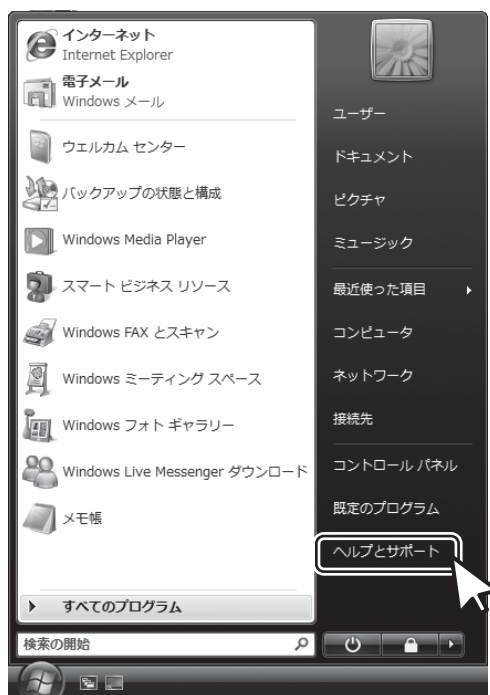 インターネット
Internet Explorer
電子メール
Windows メール
ウェルカム センター
バックアップの状態と構成
Windows Media Player
スマート ビジネス リソース
Windows FAX とスキャン
Windows ミーティング スペース
Windows フォト ギャラリー
Windows Live Messenger ダウンロード
メモ帳
すべてのプログラム
検索の開始
ユーザー
ドキュメント
ピクチャ
ミュージック
最近使った項目
コンピュータ
ネットワーク
接続先
コントロール パネル
既定のプログラム
ヘルプとサポート